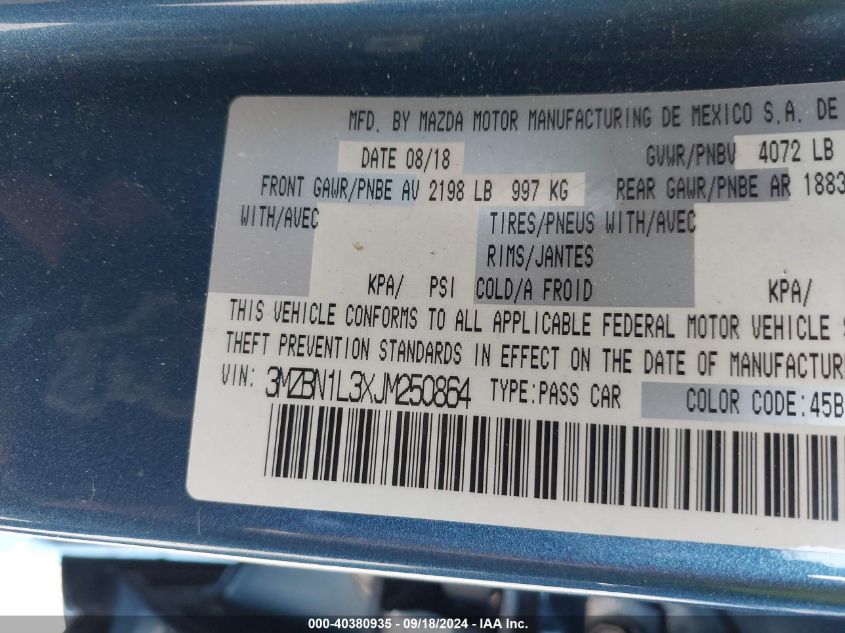 MFD. BY MAZDA MOTOR MANUFACTURING DE MEXICO S.A. DE
DATE 08/18 GVWR/PNBV 4072 LB
FRONT GAWR/PNBE AV 2198 LB 997 KG REAR GAWR/PNBE AR 1883
WITH/AVEC TIRES/PNEUS WITH/AVEC
RIMS/JANTES
KPA/ PSI COLD/A FROID KPA/
THIS VEHICLE CONFORMS TO ALL APPLICABLE FEDERAL MOTOR VEHICLE
THEFT PREVENTION STANDARDS IN EFFECT ON THE DATE OF MANUFACTUR
VIN: 3MZBN1L3XJM250864 TYPE:PASS CAR COLOR CODE:45B
000-40380935 - 09/18/2024 - IAA Inc.